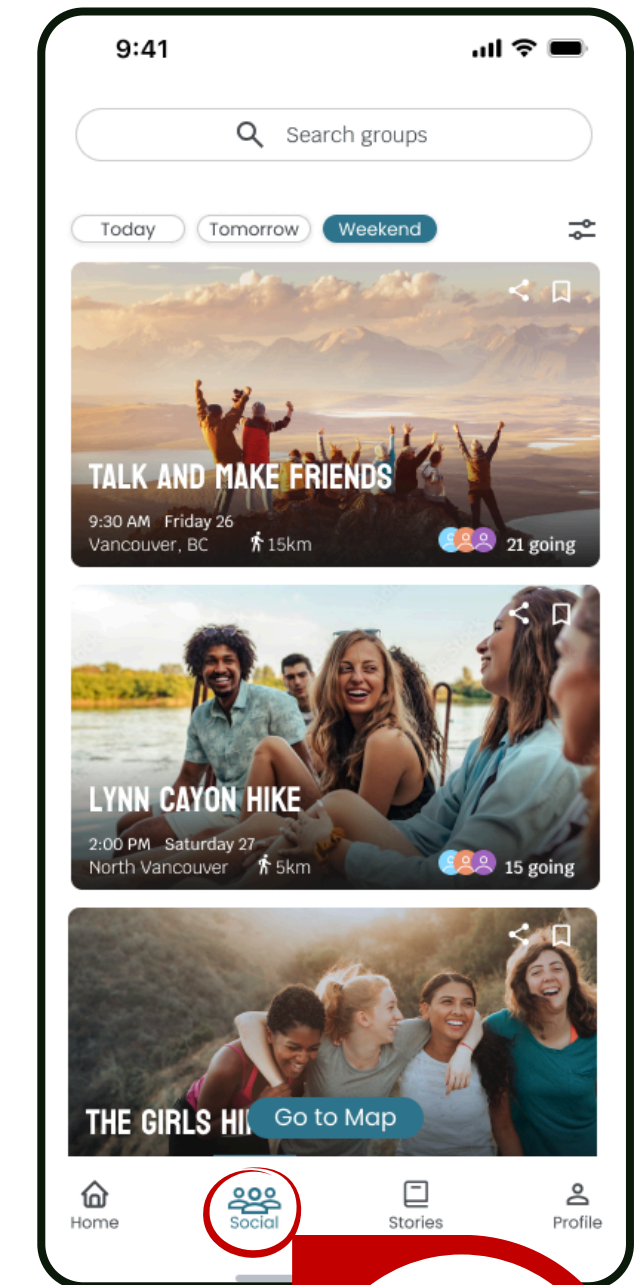 9:41
Search groups
Today Tomorrow Weekend
TALK AND MAKE FRIENDS
9:30 AM Friday 26
Vancouver, BC 15km 21 going
LYNN CAYON HIKE
2:00 PM Saturday 27
North Vancouver 5km 15 going
THE GIRLS
Go to Map
Home Social Stories Profile